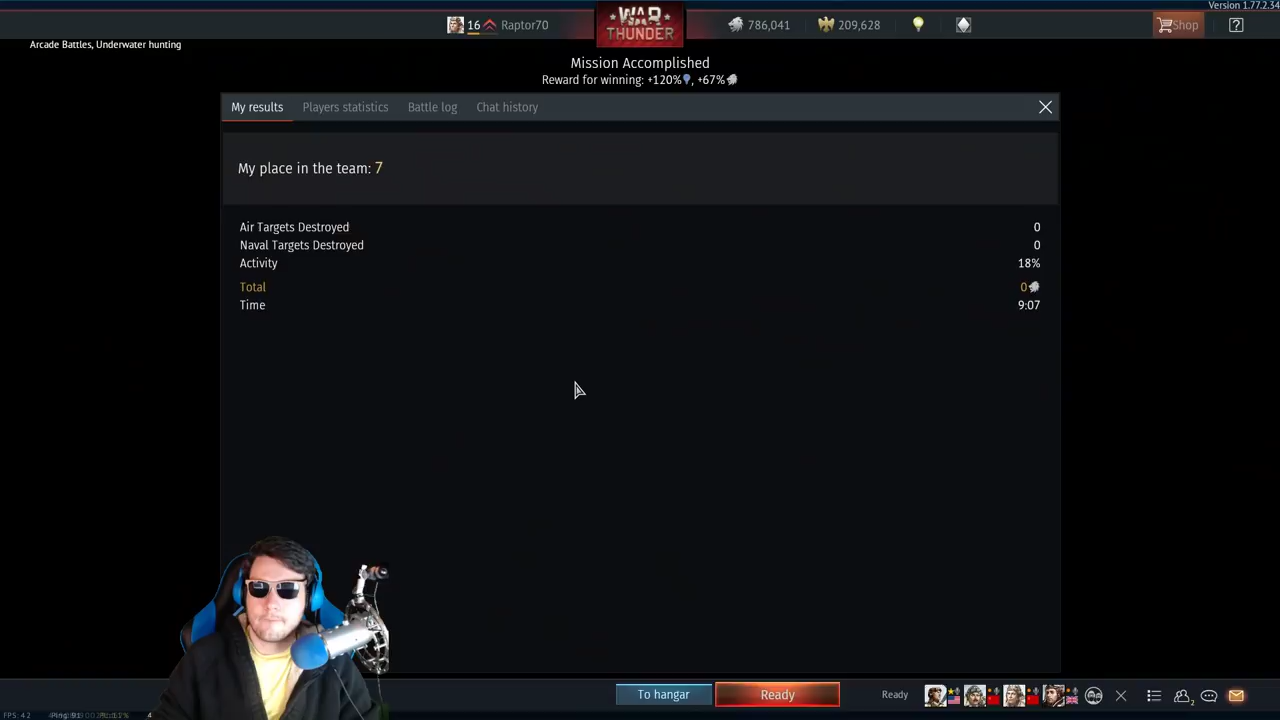 Version 1.77.2.34
16 Raptor70 WAR THUNDER 786,041 209,628 Shop
Arcade Battles, Underwater hunting
Mission Accomplished
Reward for winning: +120%, +67%
My results Players statistics Battle log Chat history
My place in the team: 7
Air Targets Destroyed 0
Naval Targets Destroyed 0
Activity 18%
Total 0
Time 9:07
To hangar Ready Ready 2
FPS: 42